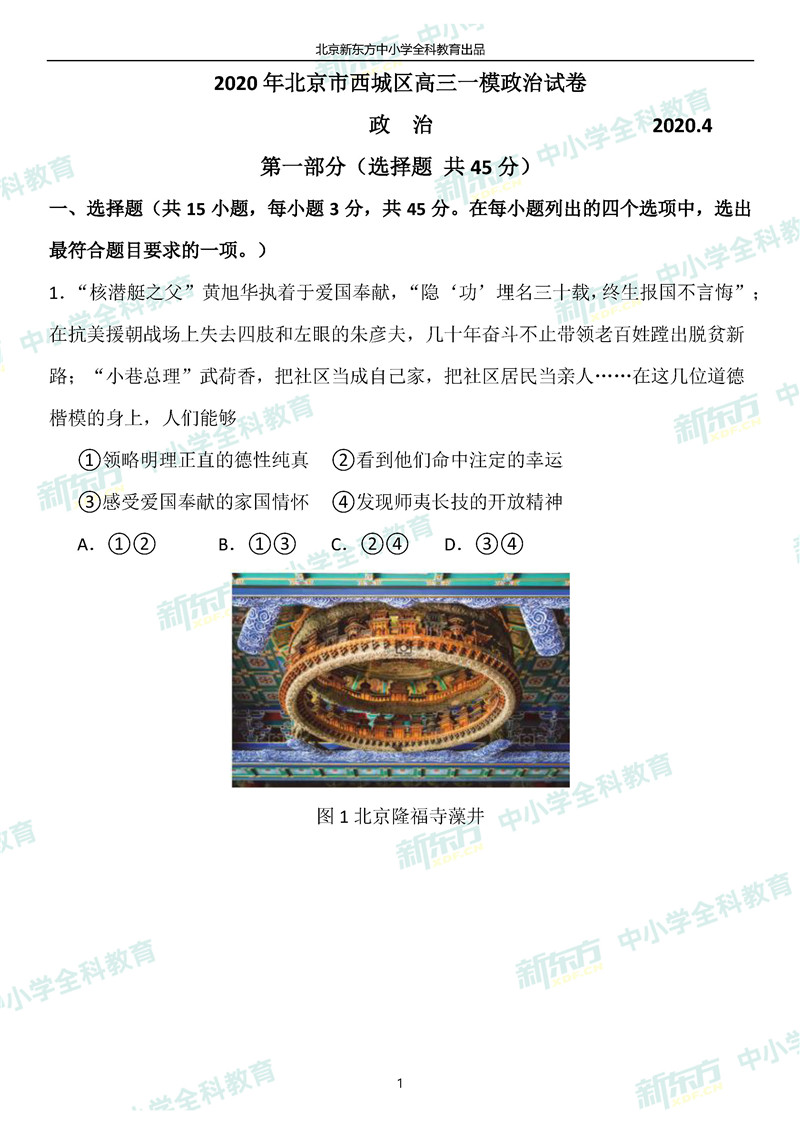 北京新东方中小学全科教育出品
2020 年北京市西城区高三一模政治试卷
政 治 2020.4
第一部分（选择题 共 45 分）
一、选择题（共 15 小题，每小题 3 分，共 45 分。在每小题列出的四个选项中，选出
最符合题目要求的一项。）
1．“核潜艇之父”黄旭华执着于爱国奉献，“隐‘功’埋名三十载，终生报国不言悔”；
在抗美援朝战场上失去四肢和左眼的朱彦夫，几十年奋斗不止带领老百姓蹚出脱贫新
路；“小巷总理”武荷香，把社区当成自己家，把社区居民当亲人……在这几位道德
楷模的身上，人们能够
①领略明理正直的德性纯真 ②看到他们命中注定的幸运
③感受爱国奉献的家国情怀 ④发现师夷长技的开放精神
A．①② B．①③ C．②④ D．③④
图 1 北京隆福寺藻井
新东方 XDF.CN 中小学全科教育
1